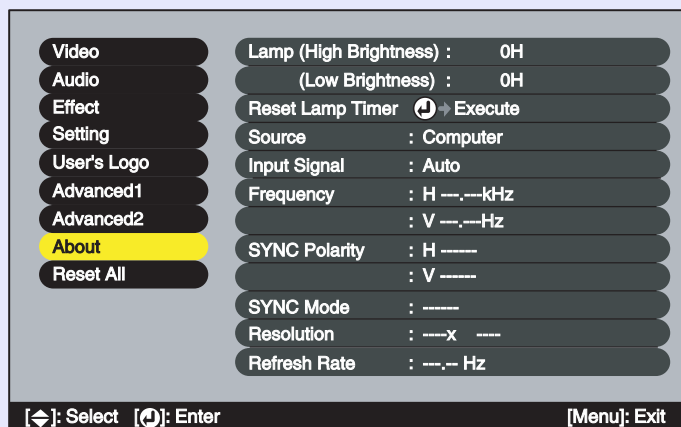 Video
Audio
Effect
Setting
User's Logo
Advanced1
Advanced2
About
Reset All
Lamp (High Brightness) : 0H
(Low Brightness) : 0H
Reset Lamp Timer Execute
Source : Computer
Input Signal : Auto
Frequency : H ---.---kHz
: V ---.---Hz
SYNC Polarity : H ------
: V ------
SYNC Mode : ------
Resolution : ----x ----
Refresh Rate : ---.-- Hz
[ ]: Select [ ]: Enter [Menu]: Exit